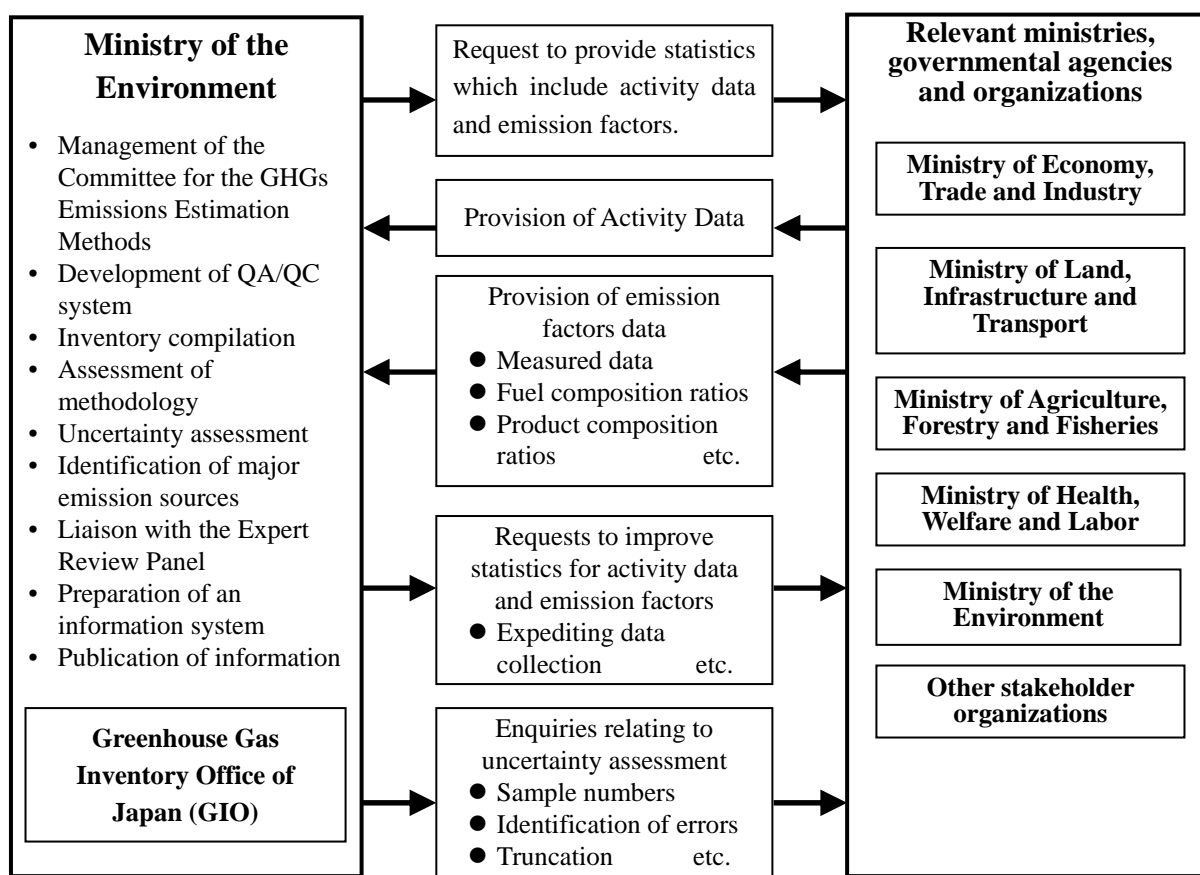 Ministry of the
Environment
• Management of the
Committee for the GHGs
Emissions Estimation
Methods
• Development of QA/QC
system
• Inventory compilation
• Assessment of
methodology
• Uncertainty assessment
• Identification of major
emission sources
• Liaison with the Expert
Review Panel
• Preparation of an
information system
• Publication of information
Greenhouse Gas
Inventory Office of
Japan (GIO)
Request to provide statistics
which include activity data
and emission factors.
Provision of Activity Data
Provision of emission
factors data
● Measured data
● Fuel composition ratios
● Product composition
ratios etc.
Requests to improve
statistics for activity data
and emission factors
● Expediting data
collection etc.
Enquiries relating to
uncertainty assessment
● Sample numbers
● Identification of errors
● Truncation etc.
Relevant ministries,
governmental agencies
and organizations
Ministry of Economy,
Trade and Industry
Ministry of Land,
Infrastructure and
Transport
Ministry of Agriculture,
Forestry and Fisheries
Ministry of Health,
Welfare and Labor
Ministry of the
Environment
Other stakeholder
organizations